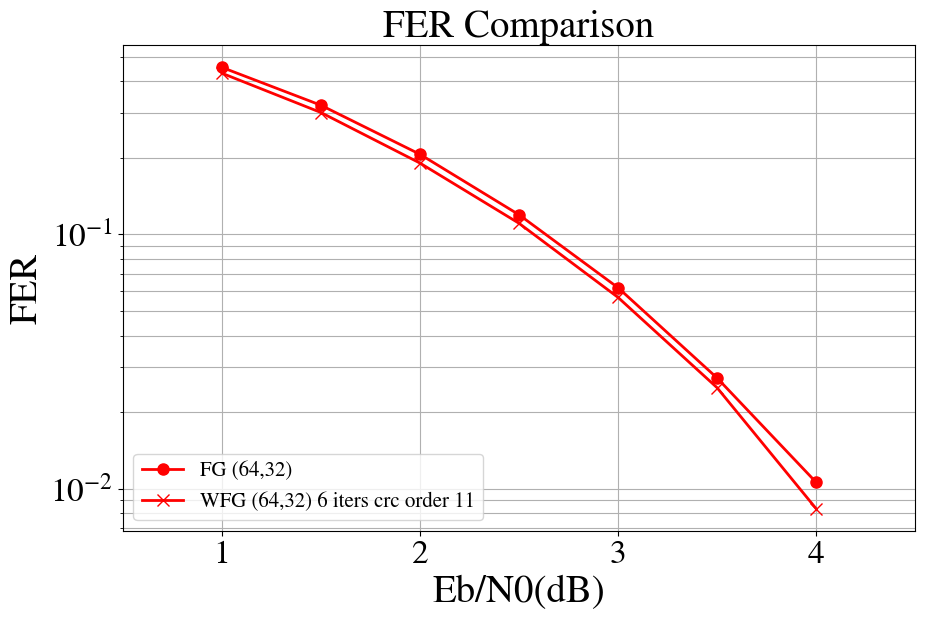 FER Comparison
FER
10⁻¹
10⁻²
FG (64,32)
WFG (64,32) 6 iters crc order 11
1 2 3 4
Eb/N0(dB)